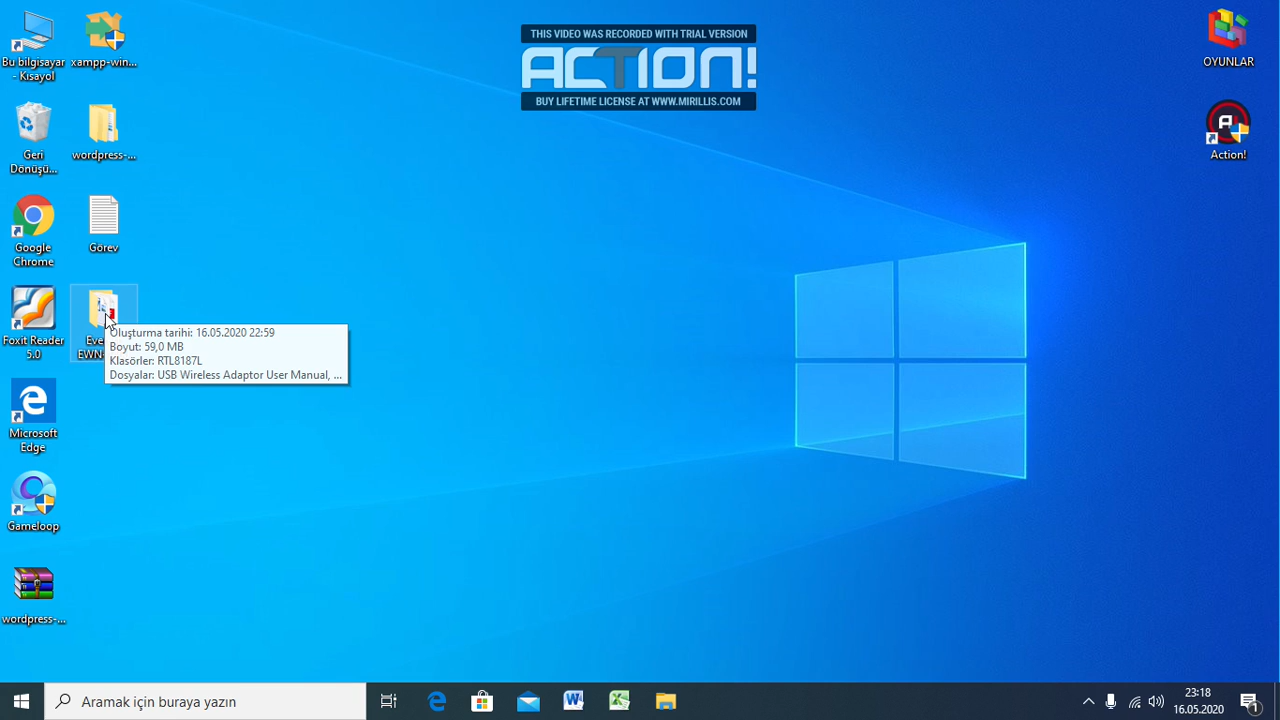 THIS VIDEO WAS RECORDED WITH TRIAL VERSION
ACTION!
BUY LIFETIME LICENSE AT WWW.MIRILLIS.COM
Bu bilgisayar
- Kısayol
xampp-win...
Geri
Dönüşü...
wordpress-...
Google
Chrome
Görev
Foxit Reader
5.0
Eve
EWN-
Oluşturma tarihi: 16.05.2020 22:59
Boyut: 59,0 MB
Klasörler: RTL8187L
Dosyalar: USB Wireless Adaptor User Manual, ...
Microsoft
Edge
Gameloop
wordpress-...
OYUNLAR
Action!
Aramak için buraya yazın
23:18
16.05.2020
1